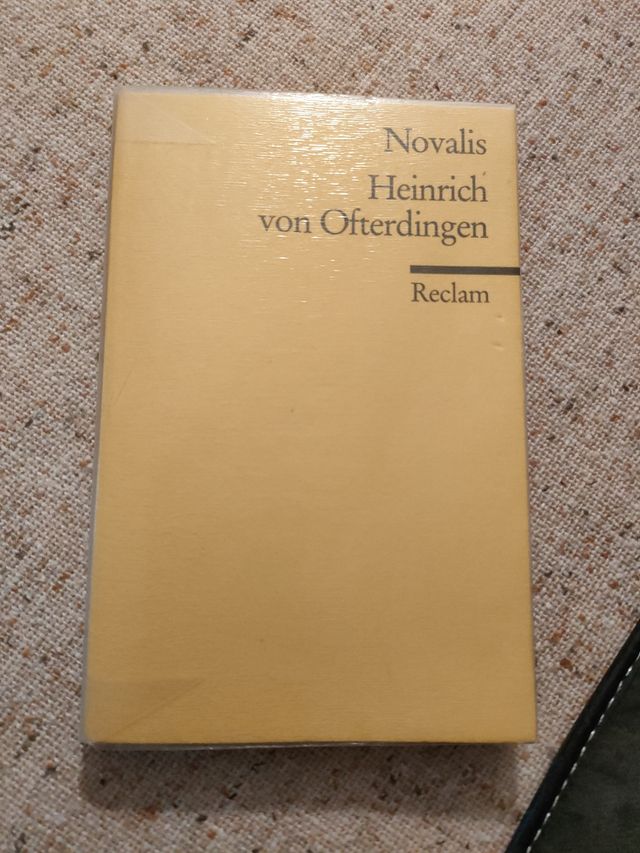 Novalis
Heinrich
von Ofterdingen
Reclam